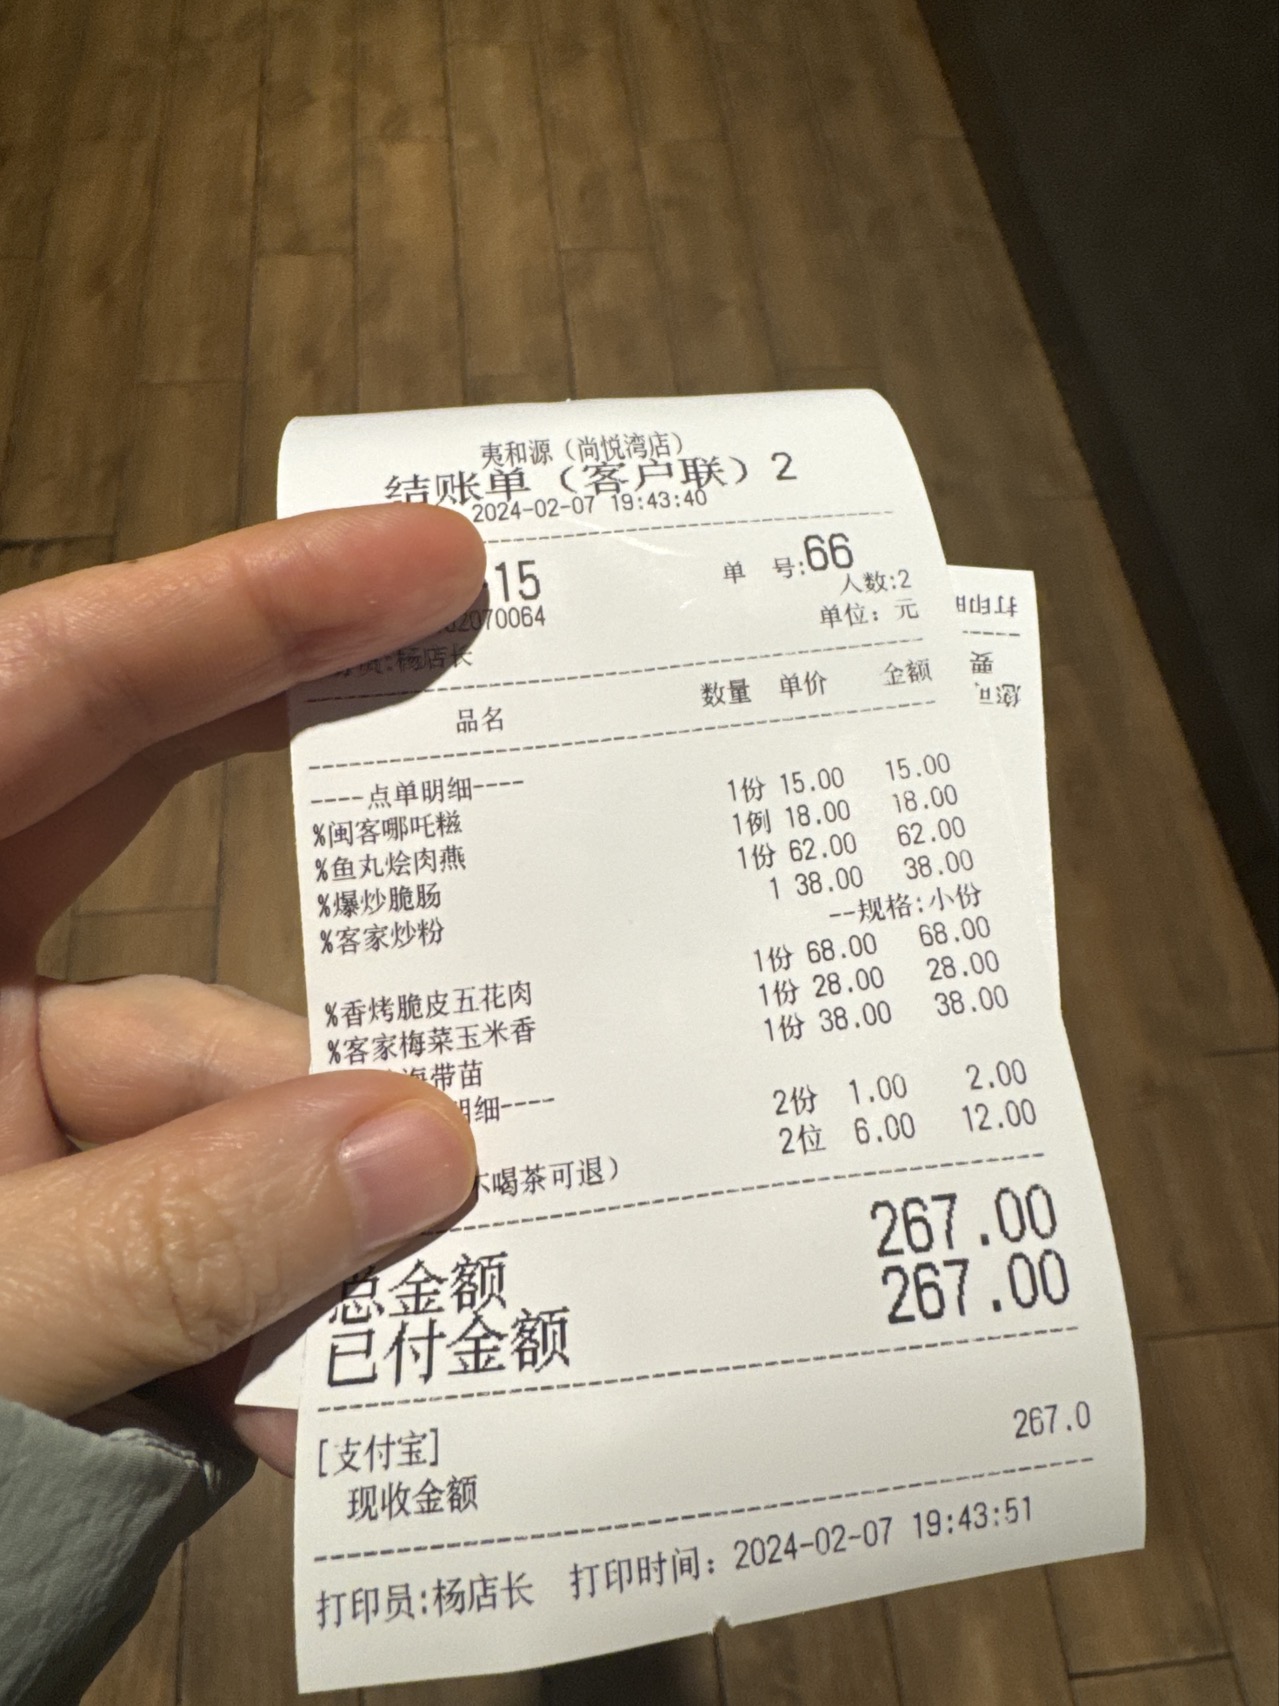 夷和源（尚悦湾店）
结账单（客户联）2
2024-02-07 19:43:40
-15 单 号:66
2070064 人数:2
单位：元
员:杨店长
品名 数量 单价 金额
----点单明细----
%闽客哪吒糍 1份 15.00 15.00
%鱼丸烩肉燕 1例 18.00 18.00
%爆炒脆肠 1份 62.00 62.00
%客家炒粉 1 38.00 38.00
--规格:小份
%香烤脆皮五花肉 1份 68.00 68.00
%客家梅菜玉米香 1份 28.00 28.00
海带苗 1份 38.00 38.00
明细----
2份 1.00 2.00
不喝茶可退） 2位 6.00 12.00
总金额 267.00
已付金额 267.00
[支付宝]
现收金额 267.0
打印员:杨店长 打印时间：2024-02-07 19:43:51
打印
要
您可